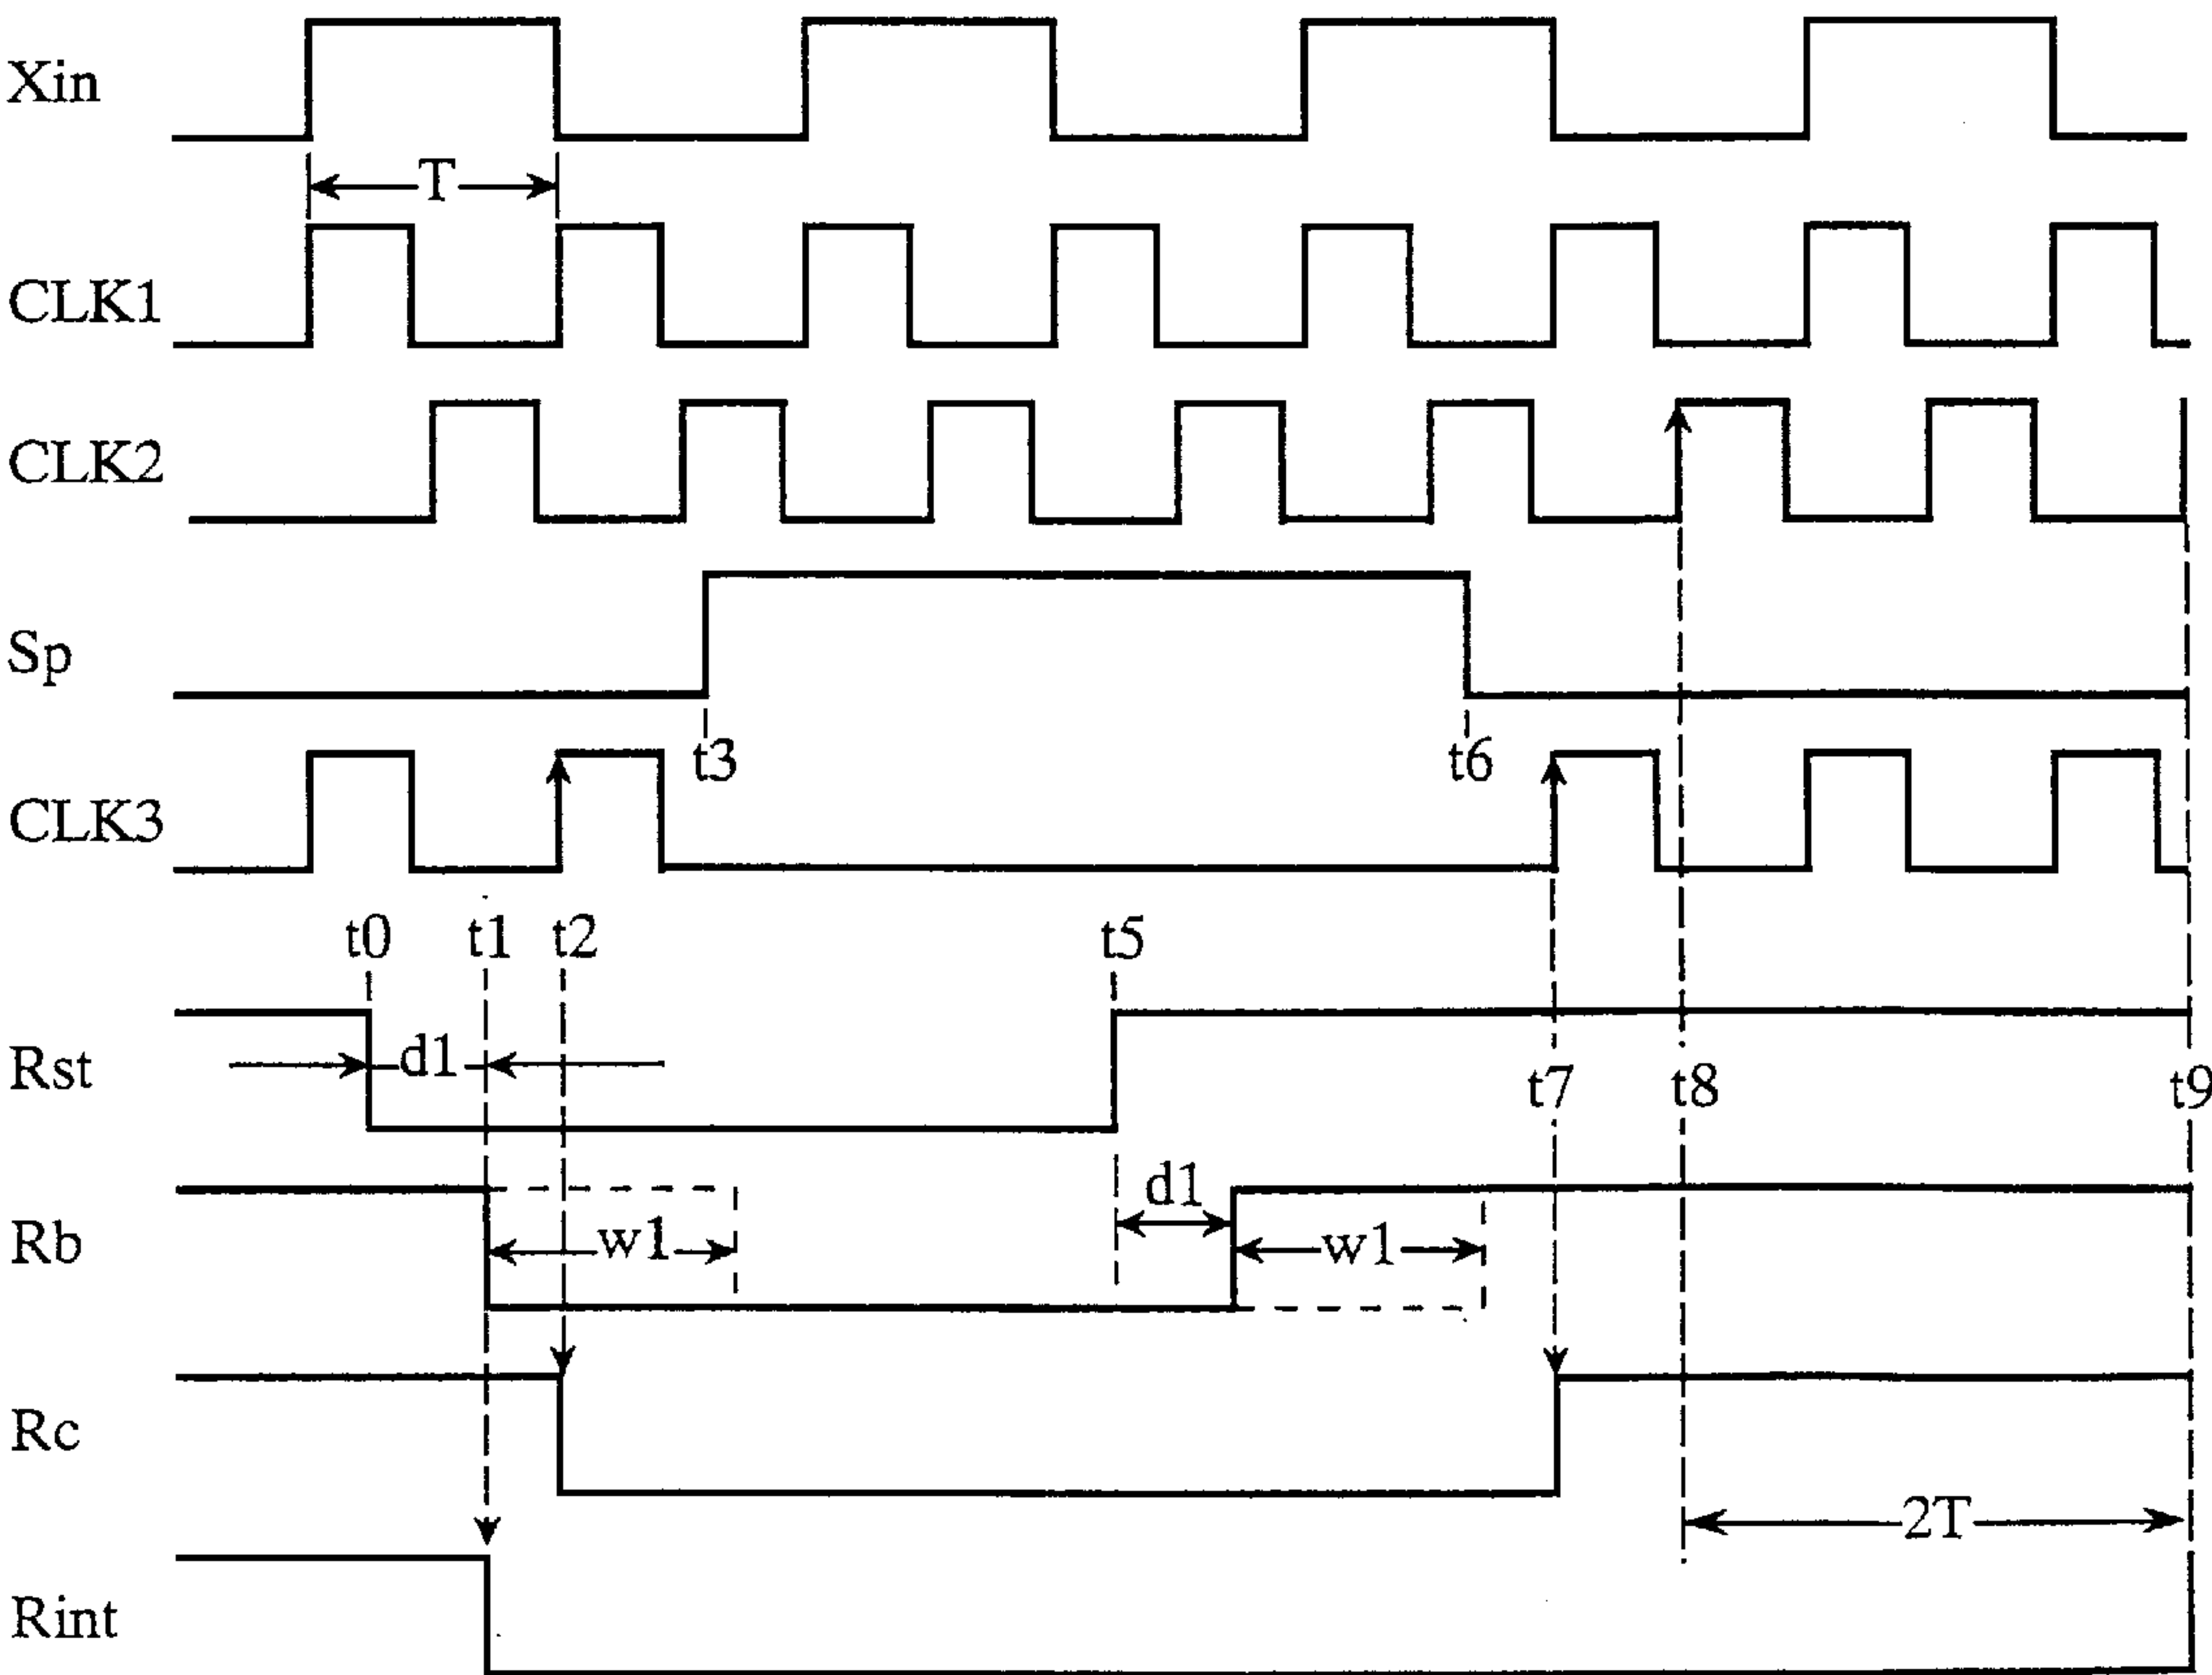 Xin
T
CLK1
CLK2
Sp
t3 t6
CLK3
t0 t1 t2 t5
Rst d1 t7 t8 t9
Rb w1 d1 w1
Rc
2T
Rint